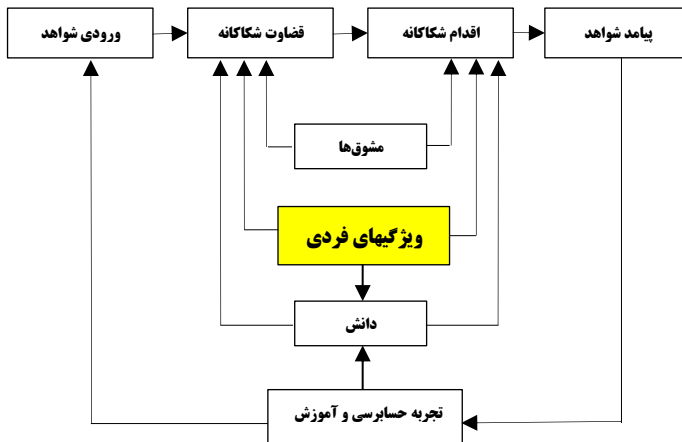 ورودی شواهد
قضاوت شکاکانه
اقدام شکاکانه
پیامد شواهد
مشوق‌ها
ویژگیهای فردی
دانش
تجربه حسابرسی و آموزش